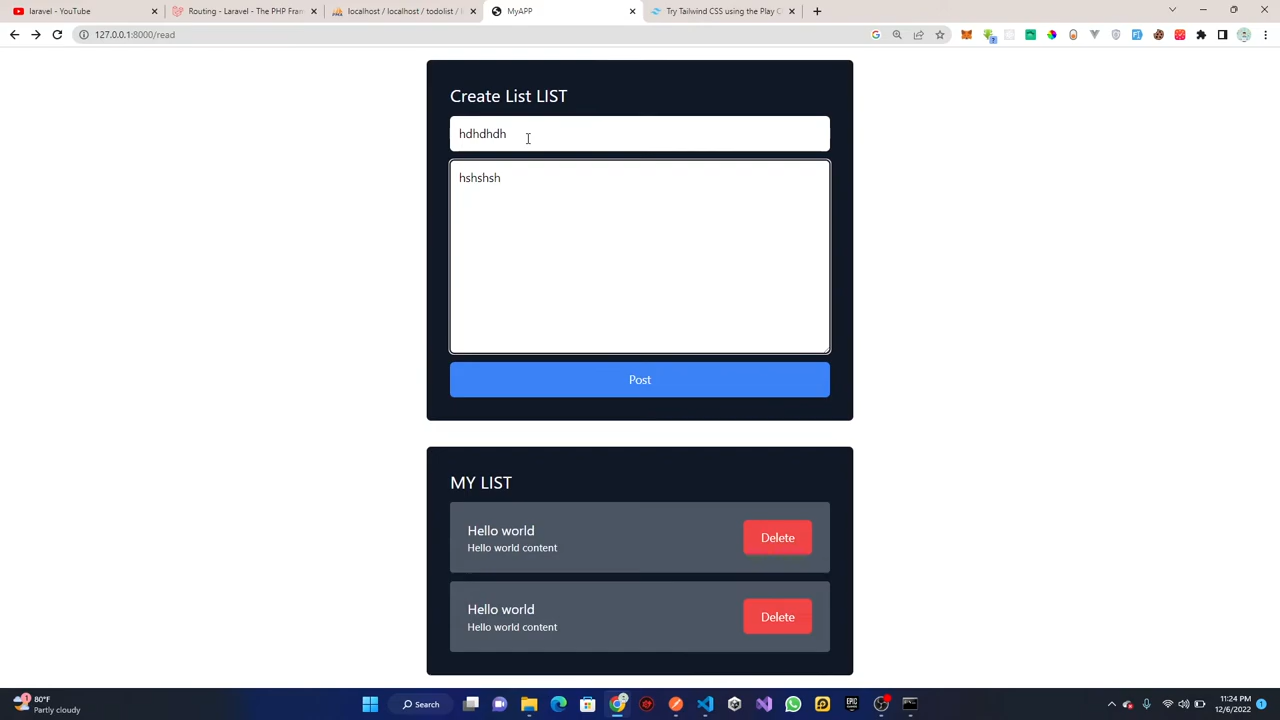 laravel - YouTube
Routing - Laravel - The PHP Fram
localhost / localhost / todolist / l
MyAPP
Try Tailwind CSS using the Play C
127.0.0.1:8000/read
Create List LIST
hdhdhdh
hshshsh
Post
MY LIST
Hello world
Hello world content
Delete
Hello world
Hello world content
Delete
80°F
Partly cloudy
Search
EPIC
11:24 PM
12/6/2022